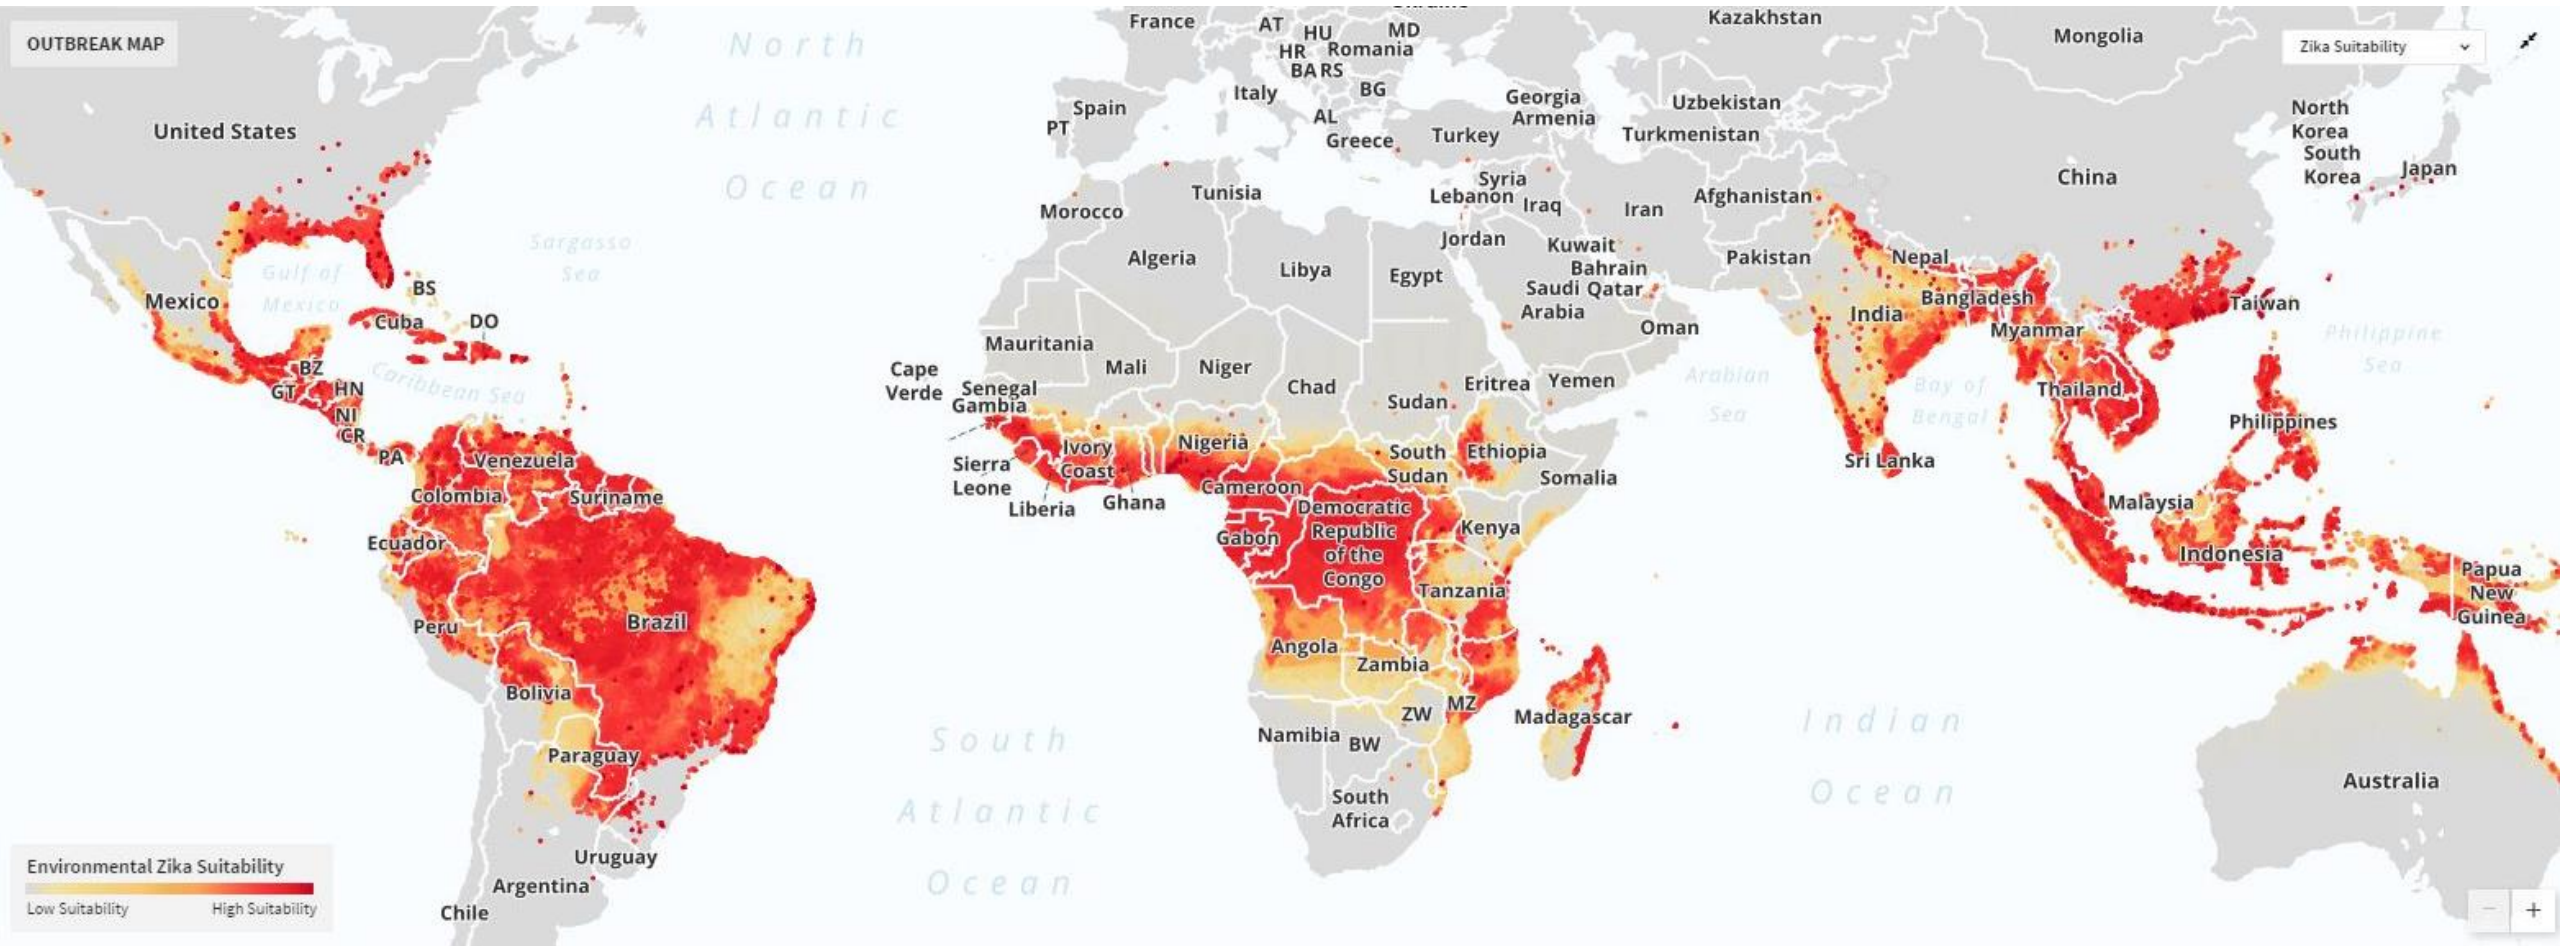 OUTBREAK MAP
Zika Suitability
North
Atlantic
Ocean
Sargasso
Sea
Gulf of
Mexico
Caribbean Sea
United States
Mexico
BS
Cuba
DO
BZ
GT
HN
NI
CR
PA
Venezuela
Colombia
Suriname
Ecuador
Peru
Brazil
Bolivia
Paraguay
Uruguay
Argentina
Chile
France
AT
HU
MD
HR
Romania
BA
RS
BG
Italy
Spain
PT
AL
Greece
Turkey
Georgia
Armenia
Kazakhstan
Uzbekistan
Turkmenistan
Mongolia
North
Korea
South
Korea
Japan
China
Tunisia
Morocco
Algeria
Libya
Egypt
Syria
Lebanon
Iraq
Iran
Afghanistan
Jordan
Kuwait
Bahrain
Saudi Qatar
Arabia
Pakistan
Oman
Yemen
Nepal
India
Bangladesh
Myanmar
Taiwan
Thailand
Philippines
Sri Lanka
Malaysia
Indonesia
Papua
New
Guinea
Australia
Philippine
Sea
Bay of
Bengal
Arabian
Sea
Mauritania
Mali
Niger
Chad
Sudan
Eritrea
Cape
Verde
Senegal
Gambia
Sierra
Leone
Liberia
Ivory
Coast
Ghana
Nigeria
Cameroon
South
Sudan
Ethiopia
Somalia
Gabon
Democratic
Republic
of the
Congo
Kenya
Tanzania
Angola
Zambia
ZW
MZ
Madagascar
Namibia
BW
South
Africa
South
Atlantic
Ocean
Indian
Ocean
Environmental Zika Suitability
Low Suitability
High Suitability